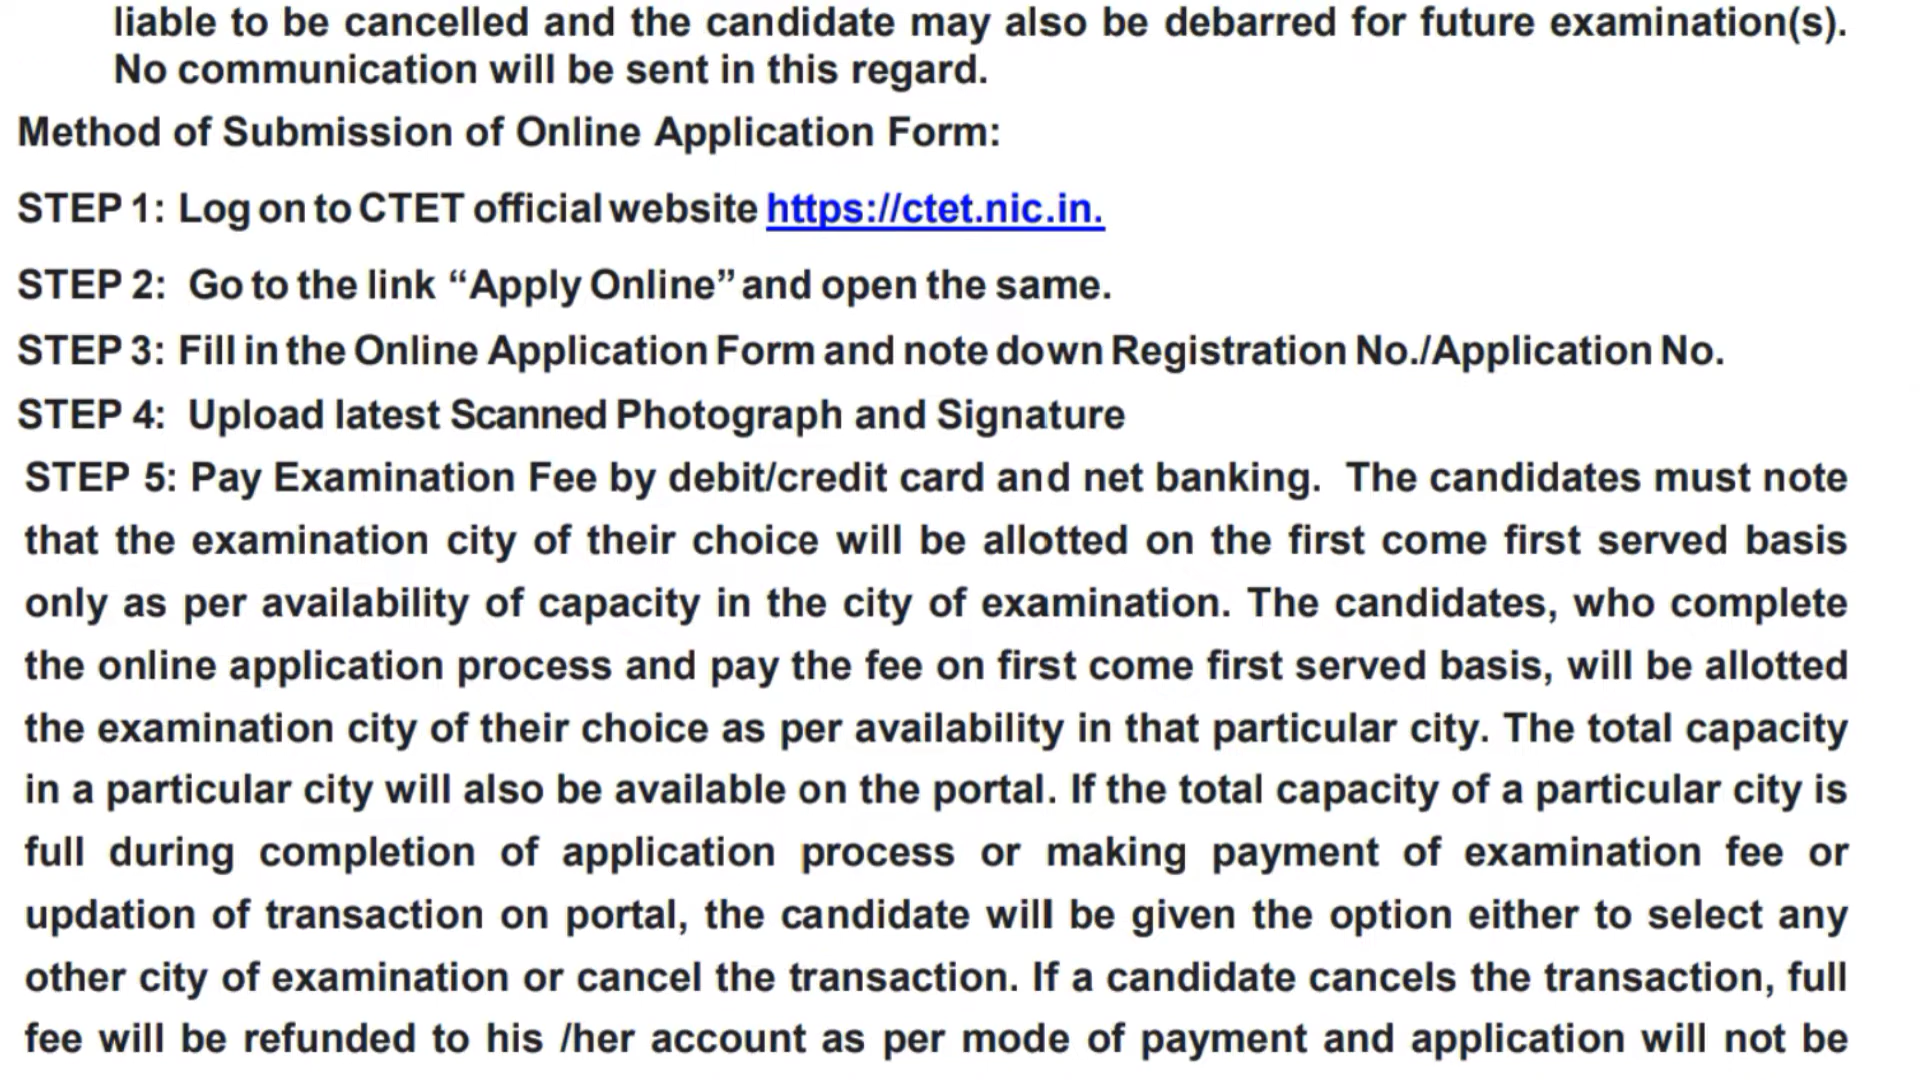 liable to be cancelled and the candidate may also be debarred for future examination(s).
No communication will be sent in this regard.
Method of Submission of Online Application Form:
STEP 1: Log on to CTET official website https://ctet.nic.in.
STEP 2: Go to the link “Apply Online” and open the same.
STEP 3: Fill in the Online Application Form and note down Registration No./Application No.
STEP 4: Upload latest Scanned Photograph and Signature
STEP 5: Pay Examination Fee by debit/credit card and net banking. The candidates must note
that the examination city of their choice will be allotted on the first come first served basis
only as per availability of capacity in the city of examination. The candidates, who complete
the online application process and pay the fee on first come first served basis, will be allotted
the examination city of their choice as per availability in that particular city. The total capacity
in a particular city will also be available on the portal. If the total capacity of a particular city is
full during completion of application process or making payment of examination fee or
updation of transaction on portal, the candidate will be given the option either to select any
other city of examination or cancel the transaction. If a candidate cancels the transaction, full
fee will be refunded to his /her account as per mode of payment and application will not be